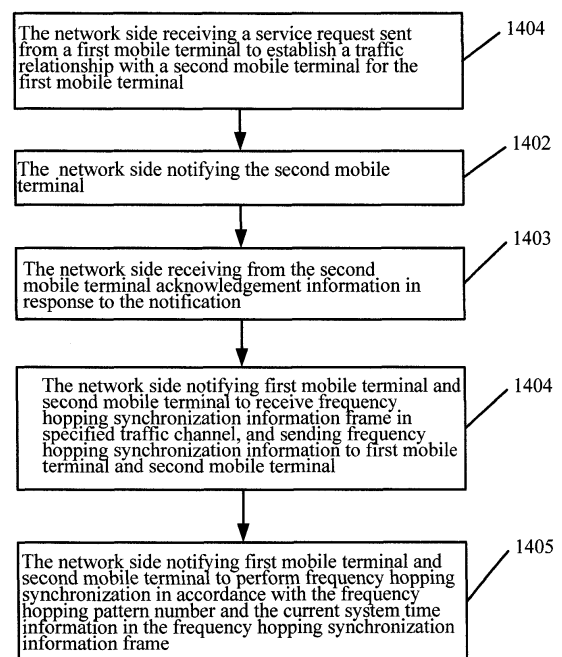 The network side receiving a service request sent
from a first mobile terminal to establish a traffic
relationship with a second mobile terminal for the
first mobile terminal
1404
The network side notifying the second mobile
terminal
1402
The network side receiving from the second
mobile terminal acknowledgement information in
response to the notification
1403
The network side notifying first mobile terminal and
second mobile terminal to receive frequency
hopping synchronization information frame in
specified traffic channel, and sending frequency
hopping synchronization information to first mobile
terminal and second mobile terminal
1404
The network side notifying first mobile terminal and
second mobile terminal to perform frequency hopping
synchronization in accordance with the frequency
hopping pattern number and the current system time
information in the frequency hopping synchronization
information frame
1405